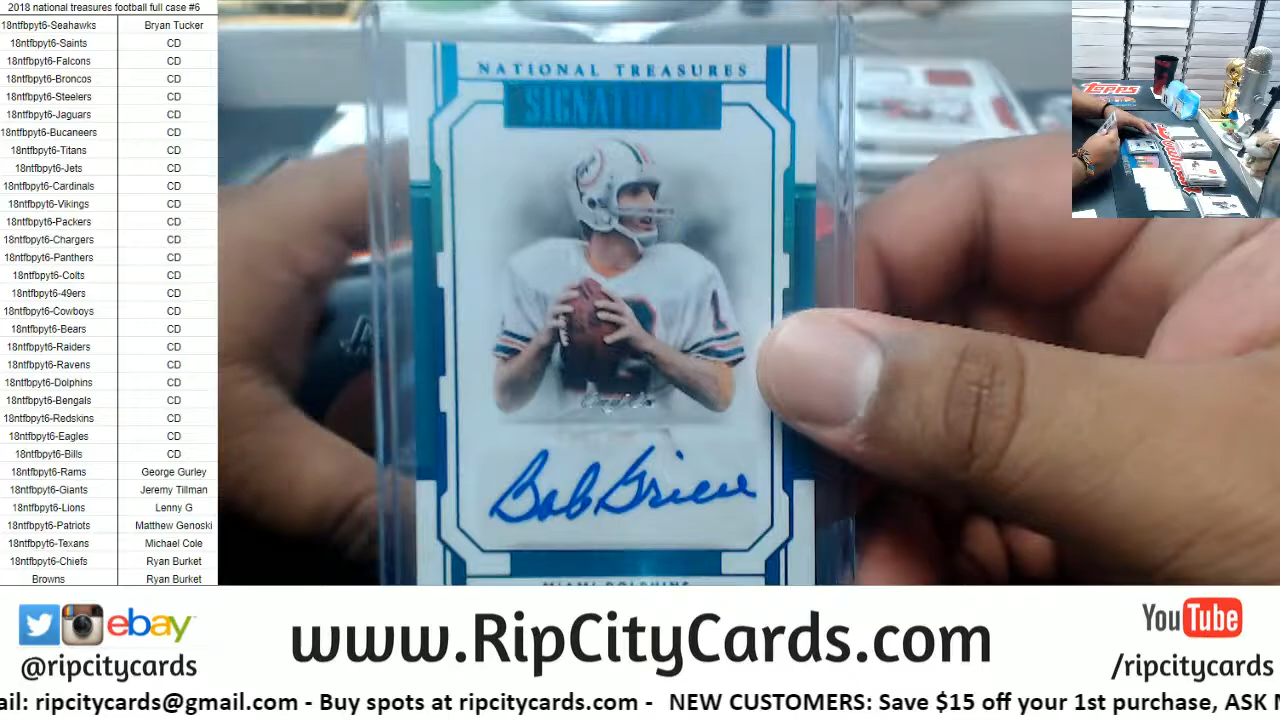 2018 national treasures football full case #6
18ntfbpyt6-Seahawks Bryan Tucker
18ntfbpyt6-Saints CD
18ntfbpyt6-Falcons CD
18ntfbpyt6-Broncos CD
18ntfbpyt6-Steelers CD
18ntfbpyt6-Jaguars CD
18ntfbpyt6-Bucaneers CD
18ntfbpyt6-Titans CD
18ntfbpyt6-Jets CD
18ntfbpyt6-Cardinals CD
18ntfbpyt6-Vikings CD
18ntfbpyt6-Packers CD
18ntfbpyt6-Chargers CD
18ntfbpyt6-Panthers CD
18ntfbpyt6-Colts CD
18ntfbpyt6-49ers CD
18ntfbpyt6-Cowboys CD
18ntfbpyt6-Bears CD
18ntfbpyt6-Raiders CD
18ntfbpyt6-Ravens CD
18ntfbpyt6-Dolphins CD
18ntfbpyt6-Bengals CD
18ntfbpyt6-Redskins CD
18ntfbpyt6-Eagles CD
18ntfbpyt6-Bills CD
18ntfbpyt6-Rams George Gurley
18ntfbpyt6-Giants Jeremy Tillman
18ntfbpyt6-Lions Lenny G
18ntfbpyt6-Patriots Matthew Genoski
18ntfbpyt6-Texans Michael Cole
18ntfbpyt6-Chiefs Ryan Burket
Browns Ryan Burket
NATIONAL TREASURES
SIGNATURES
1
12
Bob Griese
MIAMI DOLPHINS
Topps
ebay
@ripcitycards
www.RipCityCards.com
YouTube
/ripcitycards
ail: ripcitycards@gmail.com - Buy spots at ripcitycards.com - NEW CUSTOMERS: Save $15 off your 1st purchase, ASK